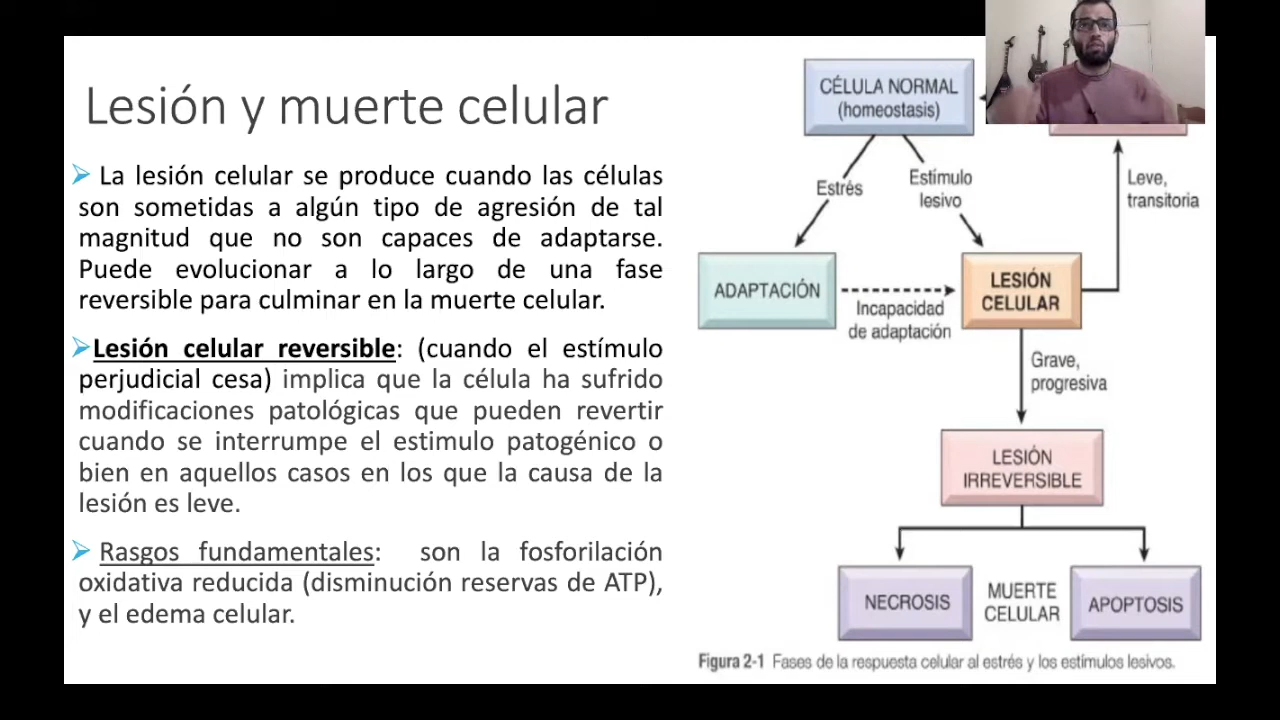 Lesión y muerte celular
La lesión celular se produce cuando las células
son sometidas a algún tipo de agresión de tal
magnitud que no son capaces de adaptarse.
Puede evolucionar a lo largo de una fase
reversible para culminar en la muerte celular.
Lesión celular reversible: (cuando el estímulo
perjudicial cesa) implica que la célula ha sufrido
modificaciones patológicas que pueden revertir
cuando se interrumpe el estimulo patogénico o
bien en aquellos casos en los que la causa de la
lesión es leve.
Rasgos fundamentales: son la fosforilación
oxidativa reducida (disminución reservas de ATP),
y el edema celular.
CÉLULA NORMAL
(homeostasis)
Estrés
Estímulo
lesivo
Leve,
transitoria
ADAPTACIÓN
Incapacidad
de adaptación
LESIÓN
CELULAR
Grave,
progresiva
LESIÓN
IRREVERSIBLE
NECROSIS
MUERTE
CELULAR
APOPTOSIS
Figura 2-1 Fases de la respuesta celular al estrés y los estímulos lesivos.